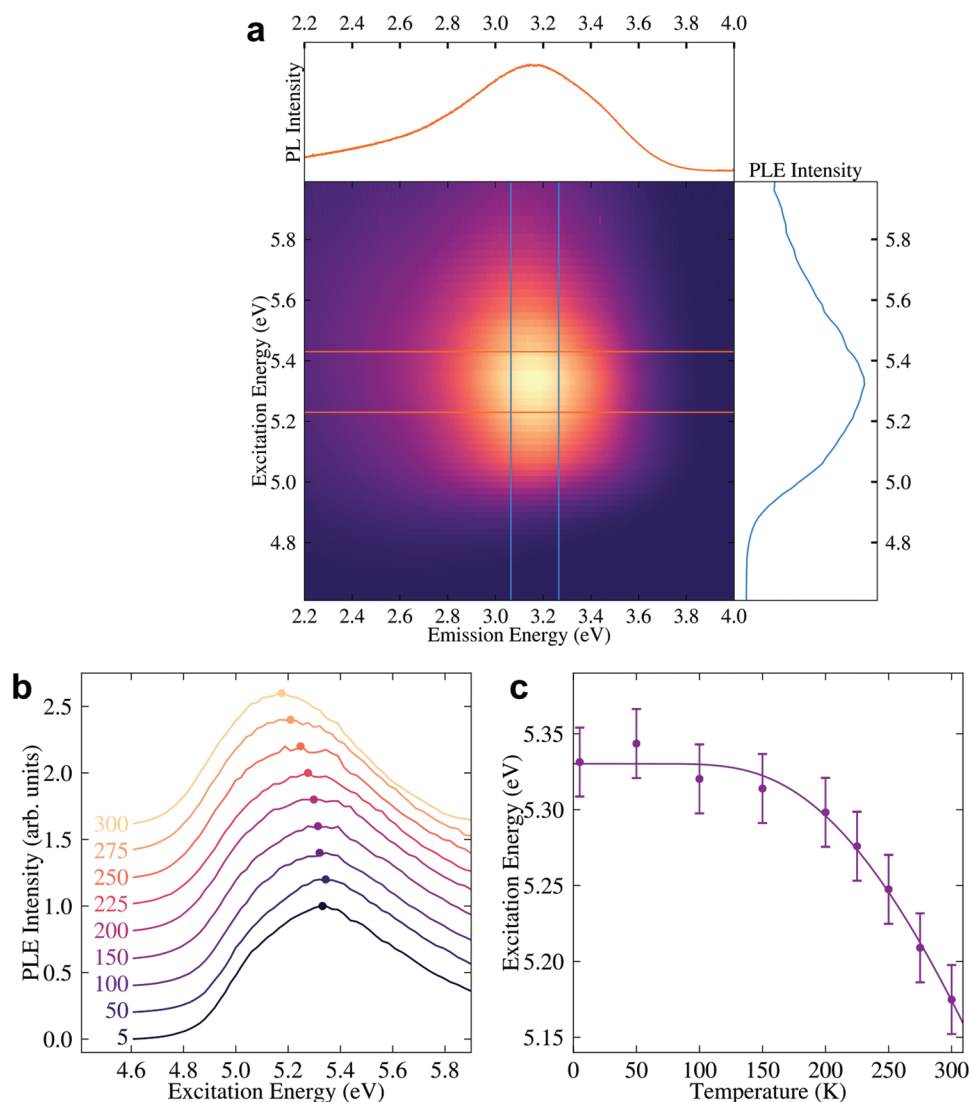 a
2.2 2.4 2.6 2.8 3.0 3.2 3.4 3.6 3.8 4.0
PL Intensity
PLE Intensity
Excitation Energy (eV)
5.8 5.8
5.6 5.6
5.4 5.4
5.2 5.2
5.0 5.0
4.8 4.8
2.2 2.4 2.6 2.8 3.0 3.2 3.4 3.6 3.8 4.0
Emission Energy (eV)
b
PLE Intensity (arb. units)
2.5
2.0
1.5
1.0
0.5
0.0
300
275
250
225
200
150
100
50
5
4.6 4.8 5.0 5.2 5.4 5.6 5.8
Excitation Energy (eV)
c
Excitation Energy (eV)
5.35
5.30
5.25
5.20
5.15
0 50 100 150 200 250 300
Temperature (K)